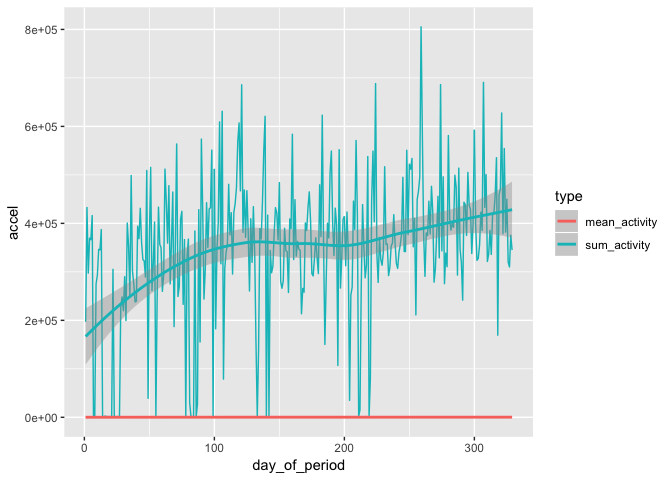 8e+05
6e+05
4e+05
2e+05
0e+00
accel
0
100
200
300
day_of_period
type
mean_activity
sum_activity